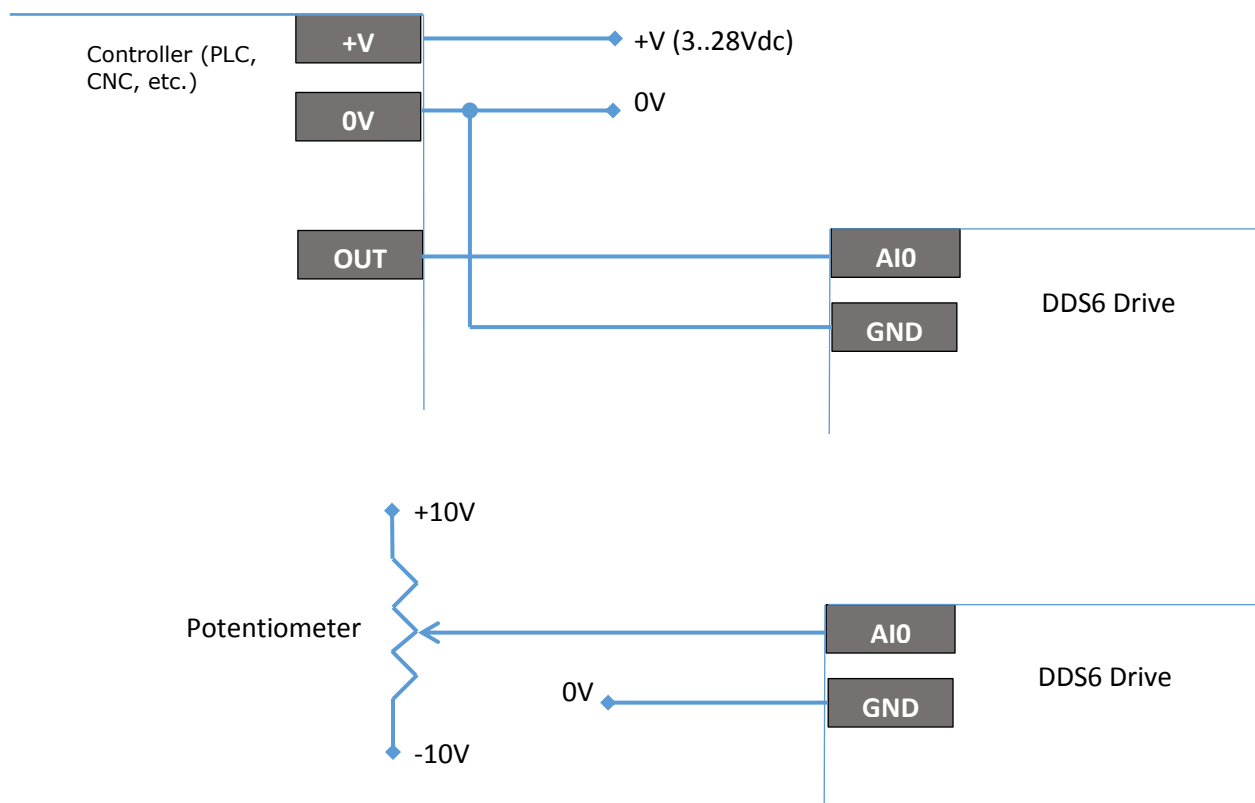 Controller (PLC,
CNC, etc.)
+V
+V (3..28Vdc)
0V
0V
OUT
AI0
GND
DDS6 Drive
+10V
Potentiometer
-10V
AI0
0V
GND
DDS6 Drive